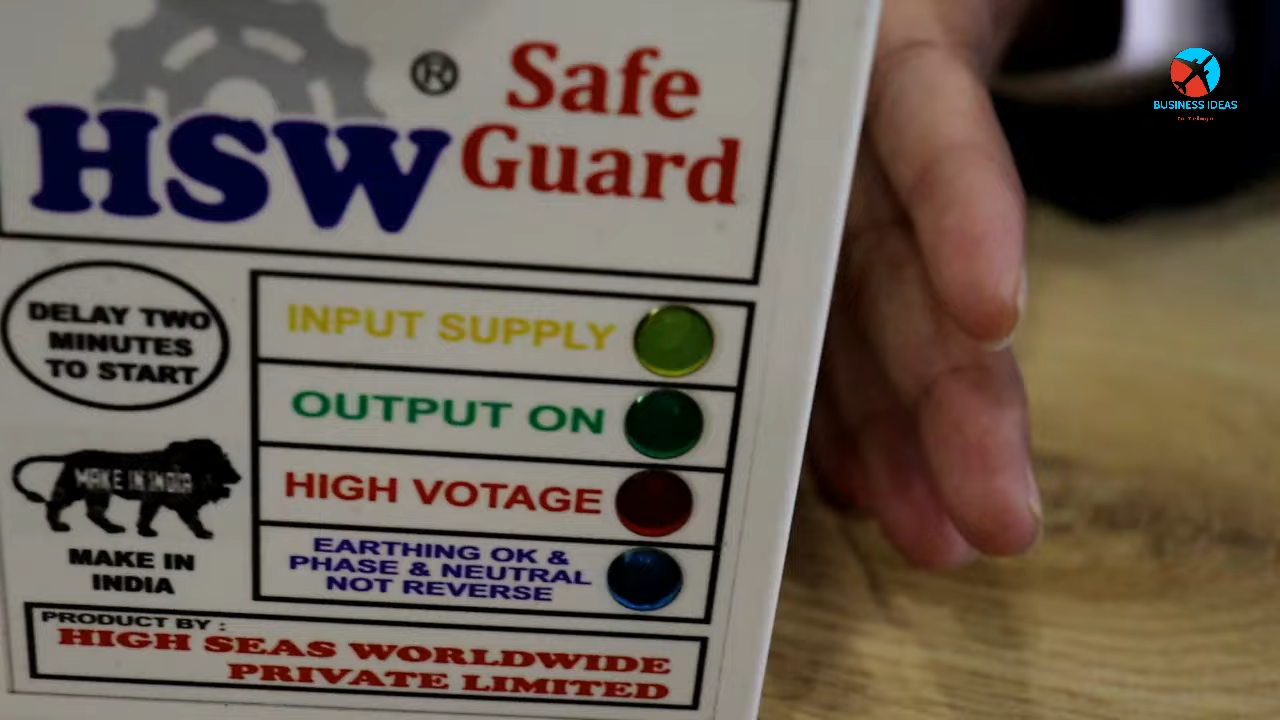 HSW ® Safe
Guard
DELAY TWO
MINUTES
TO START
INPUT SUPPLY
OUTPUT ON
HIGH VOTAGE
EARTHING OK &
PHASE & NEUTRAL
NOT REVERSE
MAKE IN INDIA
MAKE IN
INDIA
PRODUCT BY :
HIGH SEAS WORLDWIDE
PRIVATE LIMITED
BUSINESS IDEAS